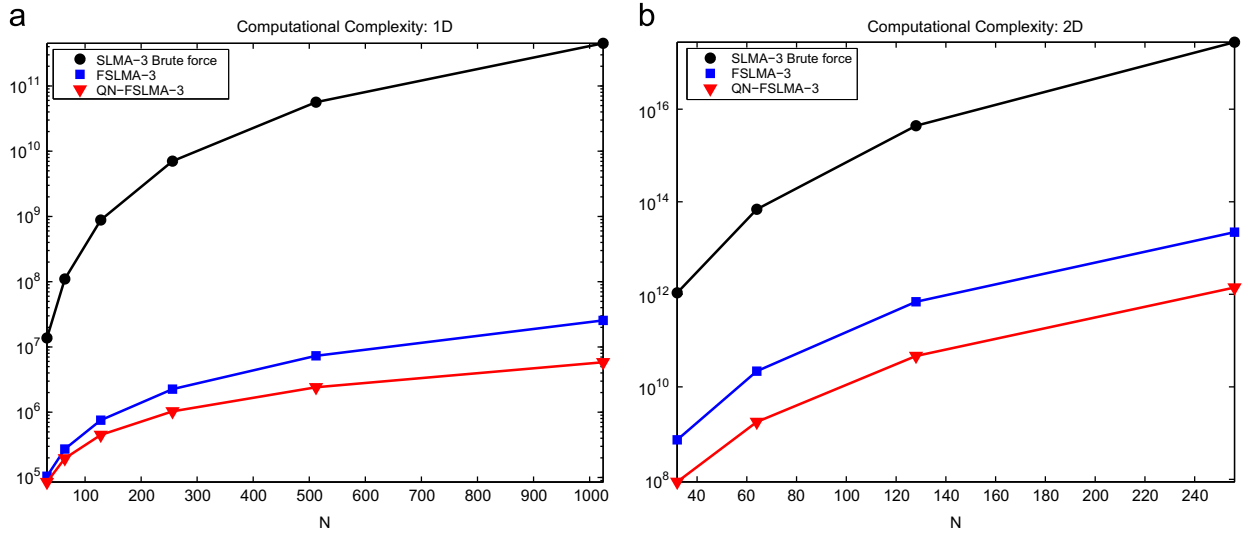 a
Computational Complexity: 1D
SLMA−3 Brute force
FSLMA−3
QN−FSLMA−3
10^11
10^10
10^9
10^8
10^7
10^6
10^5
100 200 300 400 500 600 700 800 900 1000
N
b
Computational Complexity: 2D
SLMA−3 Brute force
FSLMA−3
QN−FSLMA−3
10^16
10^14
10^12
10^10
10^8
40 60 80 100 120 140 160 180 200 220 240
N